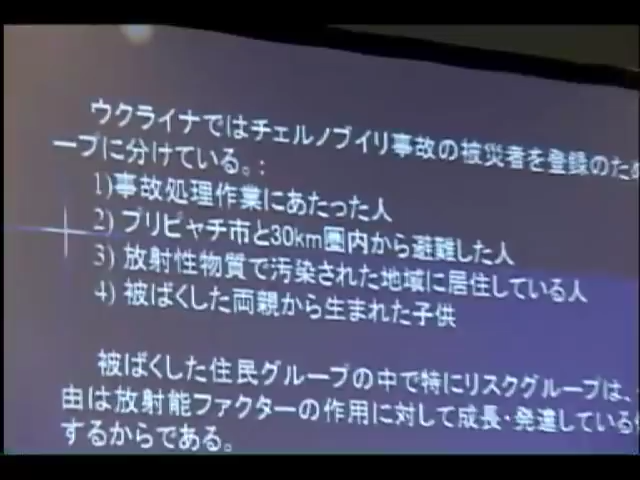 ウクライナではチェルノブイリ事故の被災者を登録のため
ープに分けている。:
1)事故処理作業にあたった人
2) プリピャチ市と30km圏内から避難した人
3) 放射性物質で汚染された地域に居住している人
4) 被ばくした両親から生まれた子供
被ばくした住民グループの中で特にリスクグループは、
由は放射能ファクターの作用に対して成長・発達している
するからである。